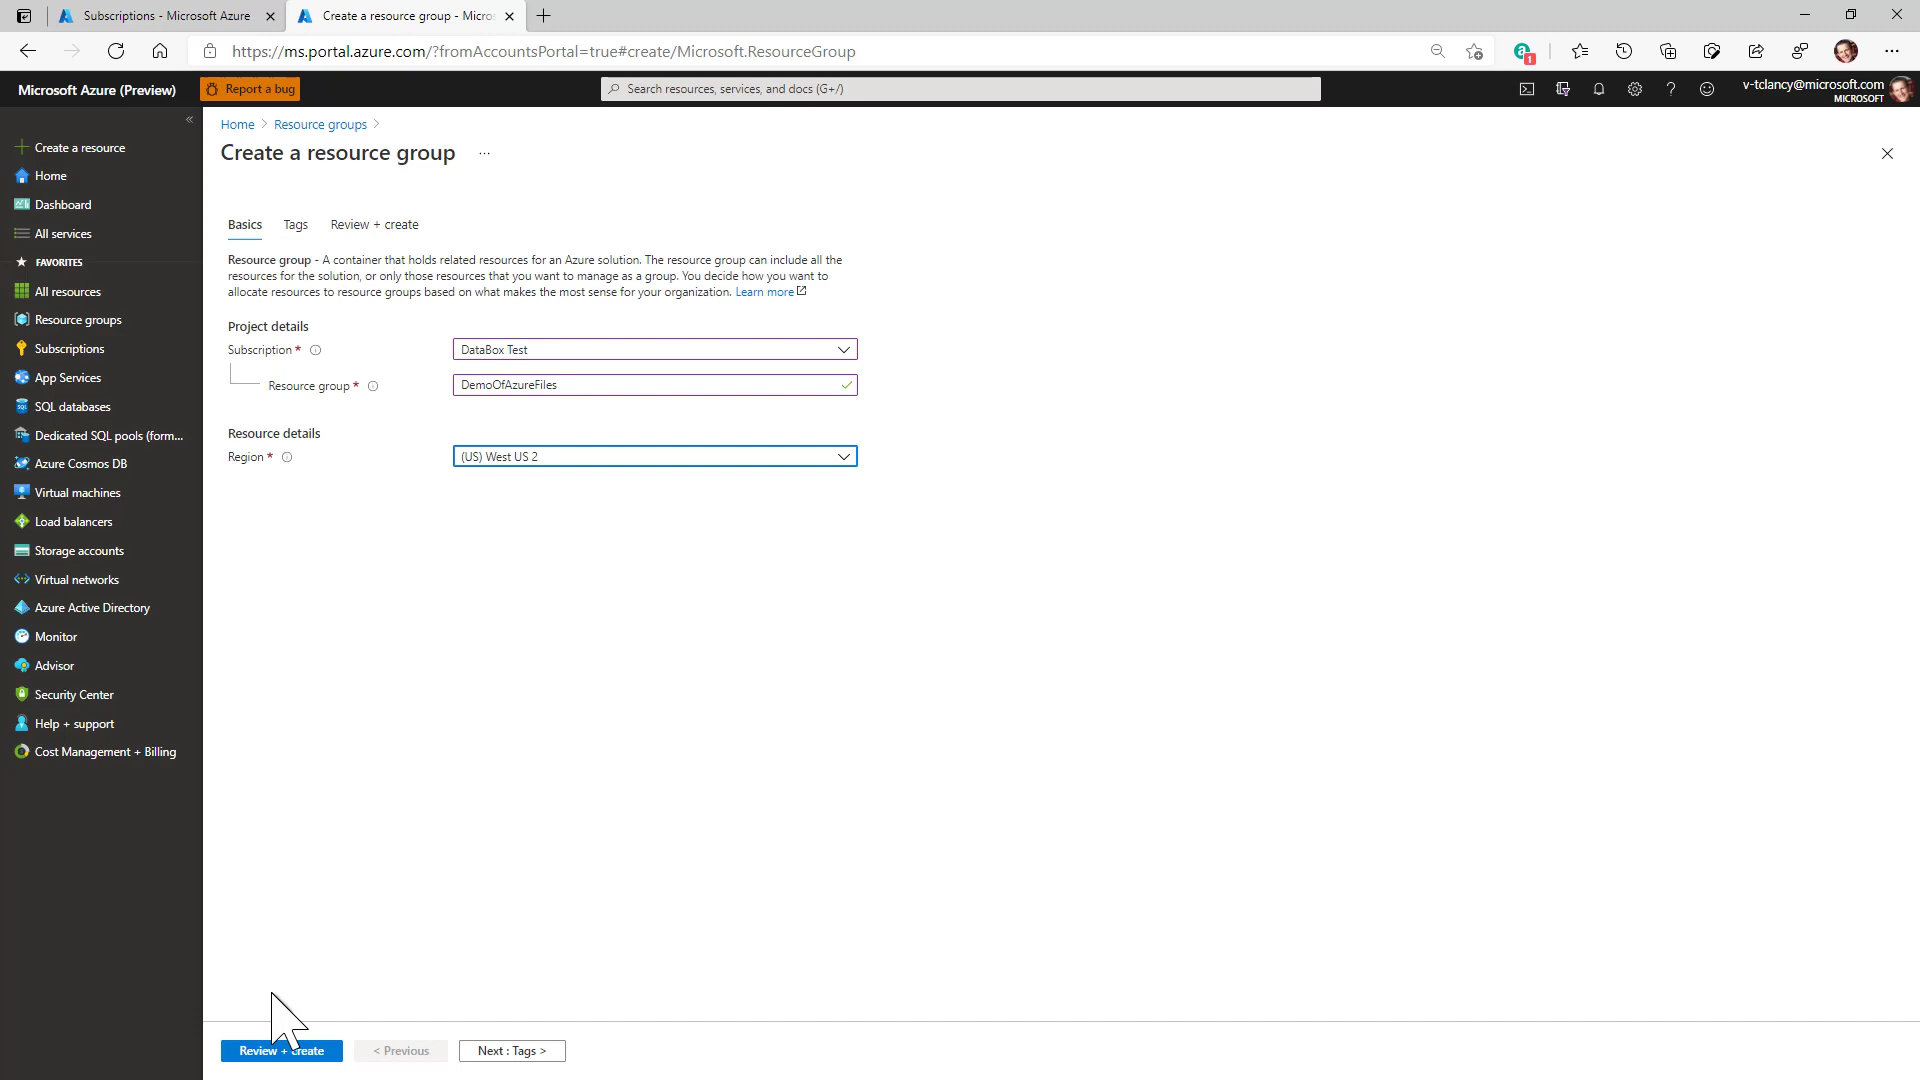 Subscriptions - Microsoft Azure
Create a resource group - Micros
https://ms.portal.azure.com/?fromAccountsPortal=true#create/Microsoft.ResourceGroup
1
Microsoft Azure (Preview)
Report a bug
Search resources, services, and docs (G+/)
v-tclancy@microsoft.com
MICROSOFT
Create a resource
Home
Dashboard
All services
FAVORITES
All resources
Resource groups
Subscriptions
App Services
SQL databases
Dedicated SQL pools (form...
Azure Cosmos DB
Virtual machines
Load balancers
Storage accounts
Virtual networks
Azure Active Directory
Monitor
Advisor
Security Center
Help + support
Cost Management + Billing
Home > Resource groups >
Create a resource group ...
Basics Tags Review + create
Resource group - A container that holds related resources for an Azure solution. The resource group can include all the
resources for the solution, or only those resources that you want to manage as a group. You decide how you want to
allocate resources to resource groups based on what makes the most sense for your organization. Learn more
Project details
Subscription * DataBox Test
Resource group * DemoOfAzureFiles
Resource details
Region * (US) West US 2
Review + create < Previous Next : Tags >